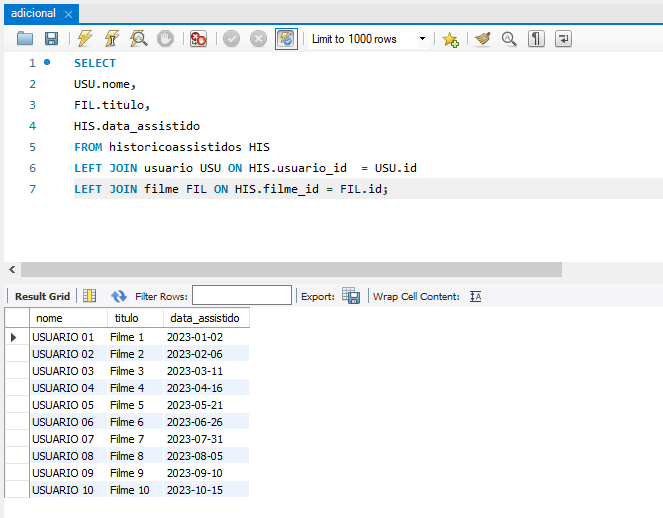 adicional
Limit to 1000 rows
1 SELECT
2 USU.nome,
3 FIL.titulo,
4 HIS.data_assistido
5 FROM historicoassistidos HIS
6 LEFT JOIN usuario USU ON HIS.usuario_id  = USU.id
7 LEFT JOIN filme FIL ON HIS.filme_id = FIL.id;
Result Grid Filter Rows: Export: Wrap Cell Content:
nome titulo data_assistido
USUARIO 01 Filme 1 2023-01-02
USUARIO 02 Filme 2 2023-02-06
USUARIO 03 Filme 3 2023-03-11
USUARIO 04 Filme 4 2023-04-16
USUARIO 05 Filme 5 2023-05-21
USUARIO 06 Filme 6 2023-06-26
USUARIO 07 Filme 7 2023-07-31
USUARIO 08 Filme 8 2023-08-05
USUARIO 09 Filme 9 2023-09-10
USUARIO 10 Filme 10 2023-10-15